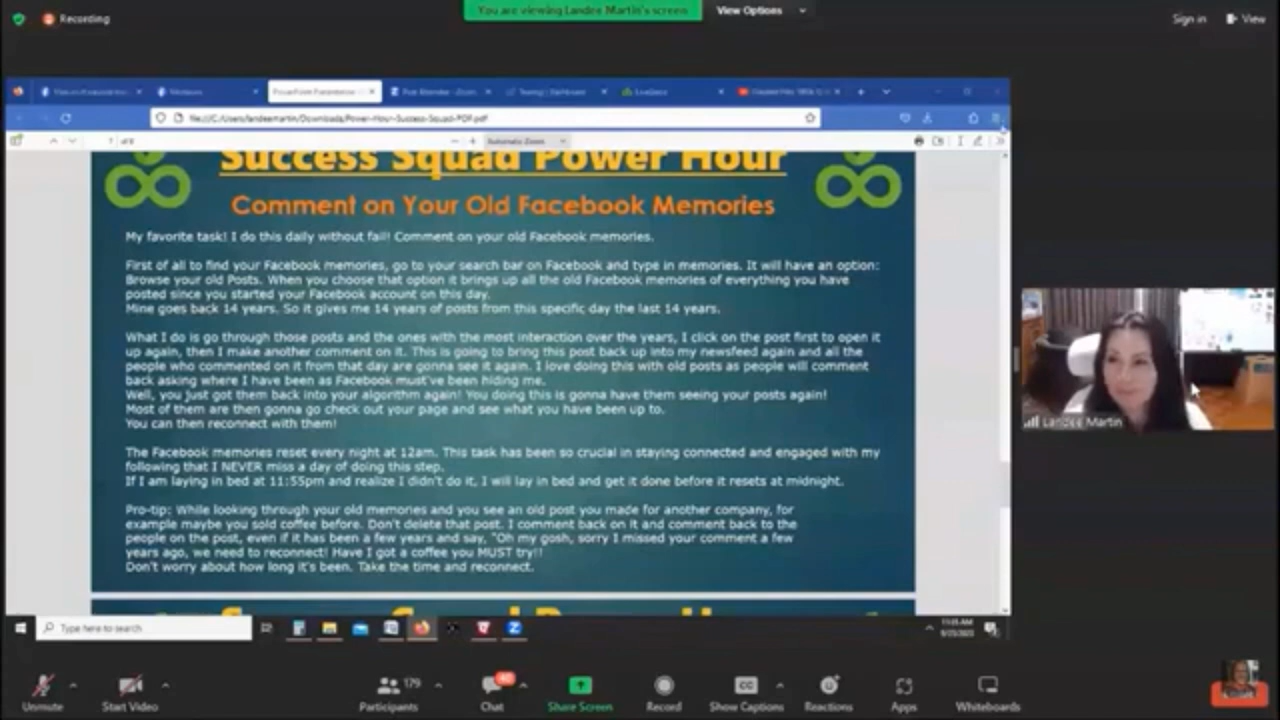 You are viewing Landee Martin's screen
View Options
Recording
Sign in
View
file:///C:/Users/landeemartin/Downloads/Power-Hour-Success-Squad-PDF.pdf
Automatic Zoom
Success Squad Power Hour
Comment on Your Old Facebook Memories
My favorite task! I do this daily without fail! Comment on your old Facebook memories.
First of all to find your Facebook memories, go to your search bar on Facebook and type in memories. It will have an option:
Browse your old Posts. When you choose that option it brings up all the old Facebook memories of everything you have
posted since you started your Facebook account on this day.
Mine goes back 14 years. So it gives me 14 years of posts from this specific day the last 14 years.
What I do is go through those posts and the ones with the most interaction over the years, I click on the post first to open it
up again, then I make another comment on it. This is going to bring this post back up into my newsfeed again and all the
people who commented on it from that day are gonna see it again. I love doing this with old posts as people will comment
back asking where I have been as Facebook must've been hiding me.
Well, you just got them back into your algorithm again! You doing this is gonna have them seeing your posts again!
Most of them are then gonna go check out your page and see what you have been up to.
You can then reconnect with them!
The Facebook memories reset every night at 12am. This task has been so crucial in staying connected and engaged with my
following that I NEVER miss a day of doing this step.
If I am laying in bed at 11:55pm and realize I didn't do it, I will lay in bed and get it done before it resets at midnight.
Pro-tip: While looking through your old memories and you see an old post you made for another company, for
example maybe you sold coffee before. Don't delete that post. I comment back on it and comment back to the
people on the post, even if it has been a few years and say, "Oh my gosh, sorry I missed your comment a few
years ago, we need to reconnect! Have I got a coffee you MUST try!!
Don't worry about how long it's been. Take the time and reconnect.
Success Squad Power Hour
Landee Martin
Type here to search
Unmute
Start Video
179
Participants
Chat
Share Screen
Record
CC
Show Captions
Reactions
Apps
Whiteboards